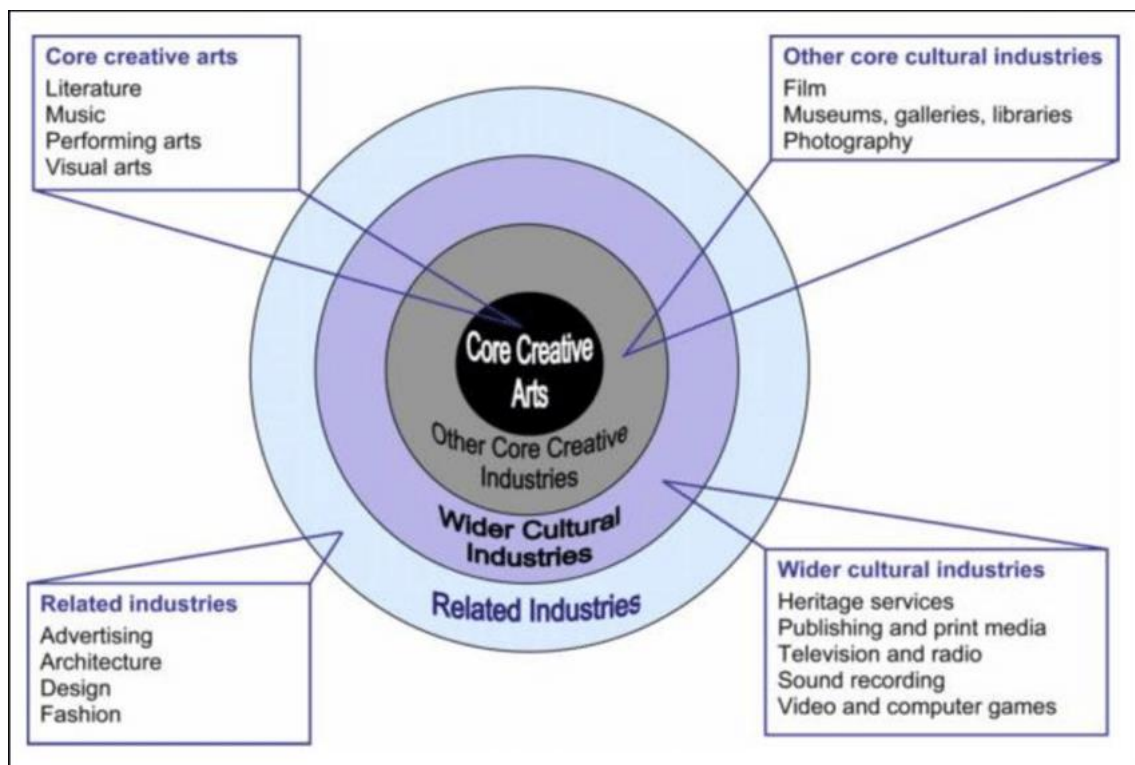 Core creative arts
Literature
Music
Performing arts
Visual arts
Other core cultural industries
Film
Museums, galleries, libraries
Photography
Core Creative
Arts
Other Core Creative
Industries
Wider Cultural
Industries
Related Industries
Related industries
Advertising
Architecture
Design
Fashion
Wider cultural industries
Heritage services
Publishing and print media
Television and radio
Sound recording
Video and computer games